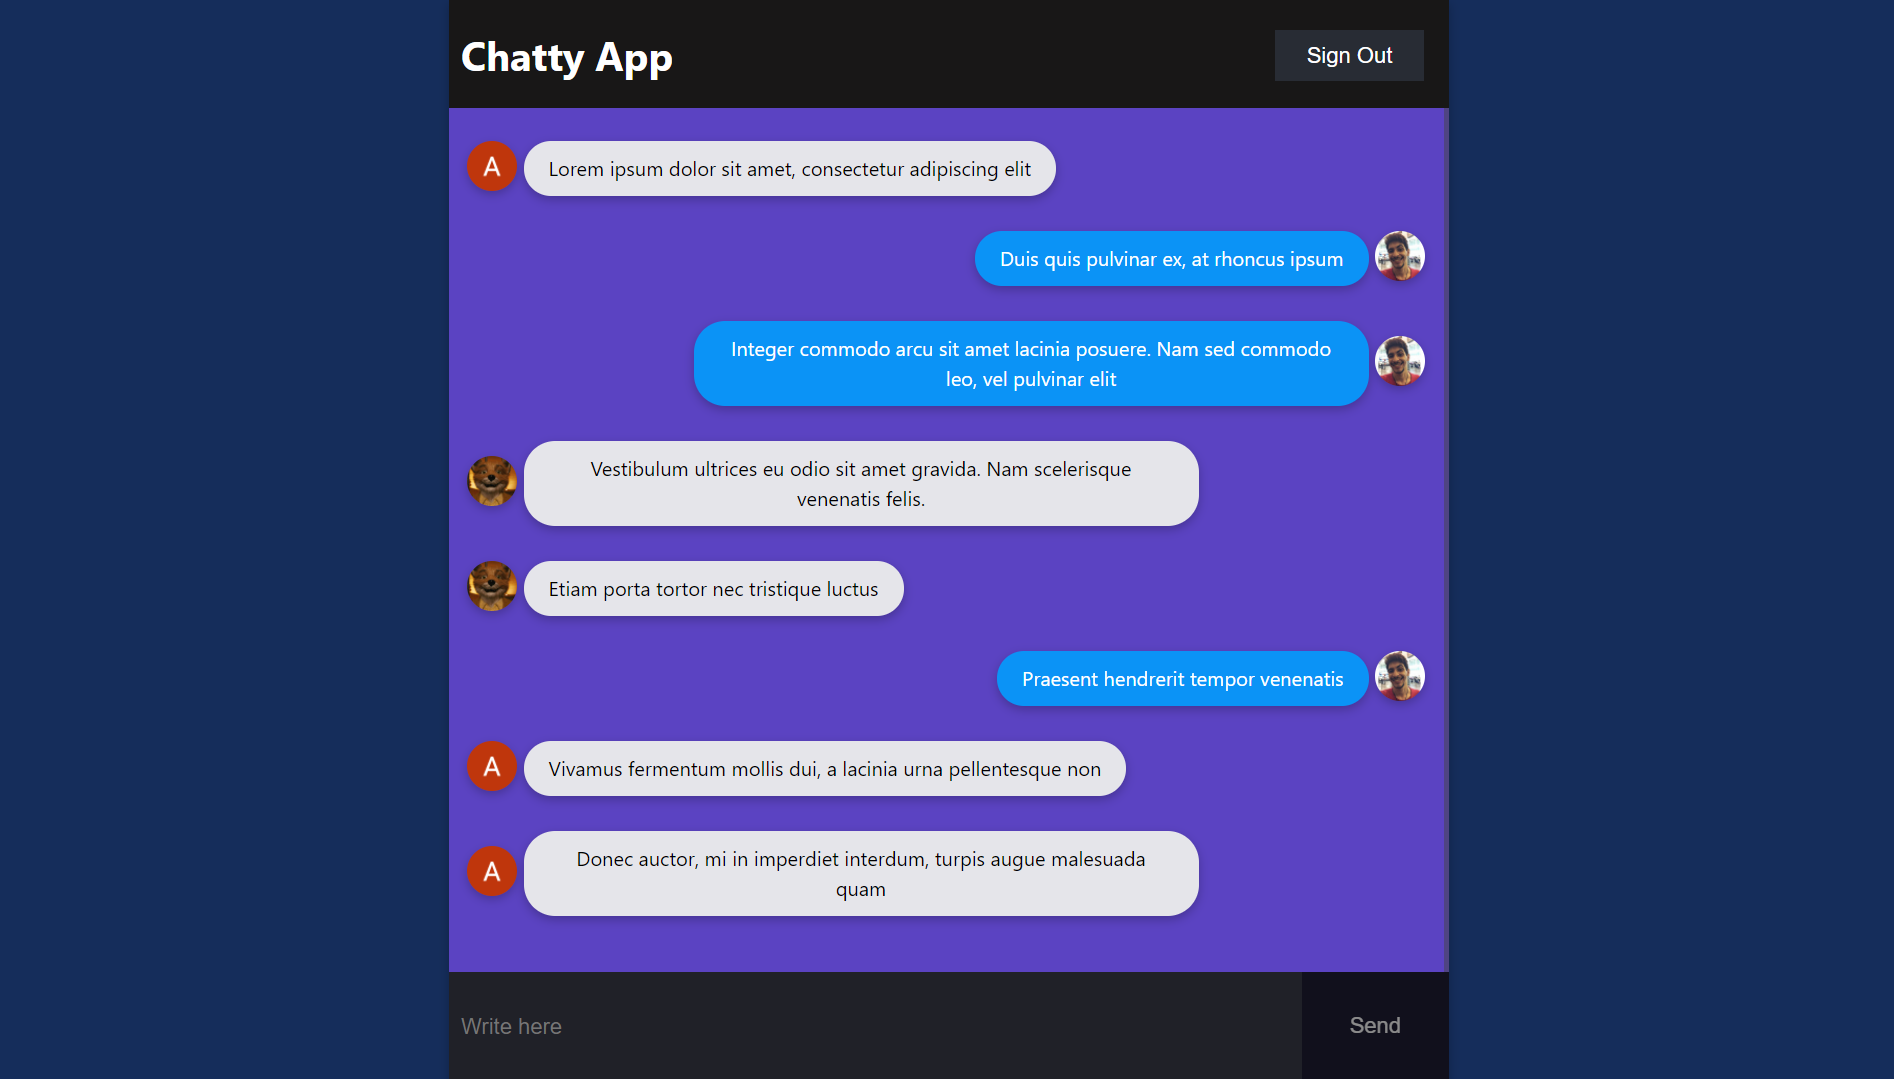 Chatty App
Sign Out
A
Lorem ipsum dolor sit amet, consectetur adipiscing elit
Duis quis pulvinar ex, at rhoncus ipsum
Integer commodo arcu sit amet lacinia posuere. Nam sed commodo
leo, vel pulvinar elit
Vestibulum ultrices eu odio sit amet gravida. Nam scelerisque
venenatis felis.
Etiam porta tortor nec tristique luctus
Praesent hendrerit tempor venenatis
A
Vivamus fermentum mollis dui, a lacinia urna pellentesque non
A
Donec auctor, mi in imperdiet interdum, turpis augue malesuada
quam
Write here
Send